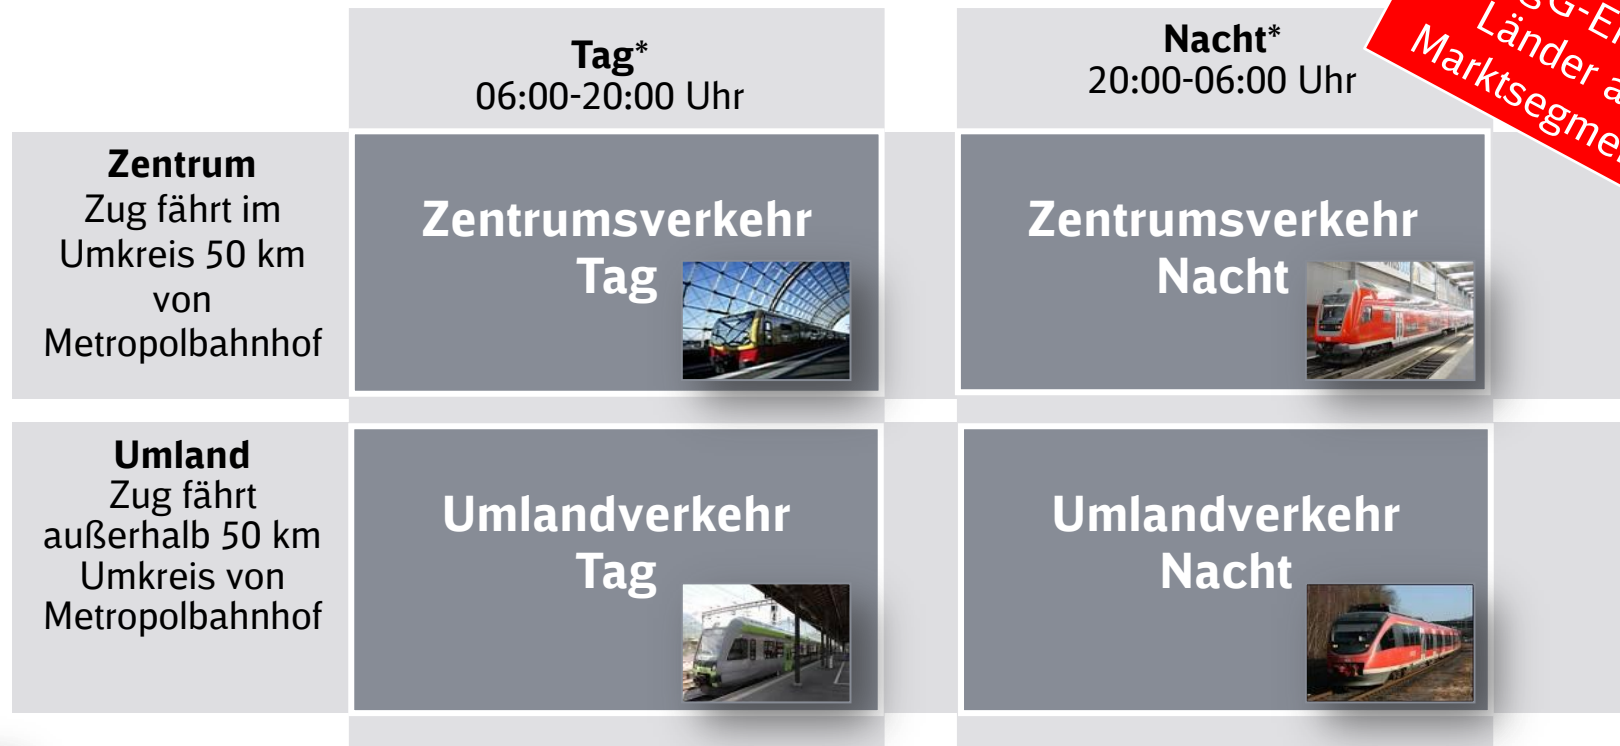 Tag*
06:00-20:00 Uhr
Nacht*
20:00-06:00 Uhr
Länder
Zentrum
Zug fährt im
Umkreis 50 km
von
Metropolbahnhof
Zentrumsverkehr
Tag
Zentrumsverkehr
Nacht
Umland
Zug fährt
außerhalb 50 km
Umkreis von
Metropolbahnhof
Umlandverkehr
Tag
Umlandverkehr
Nacht